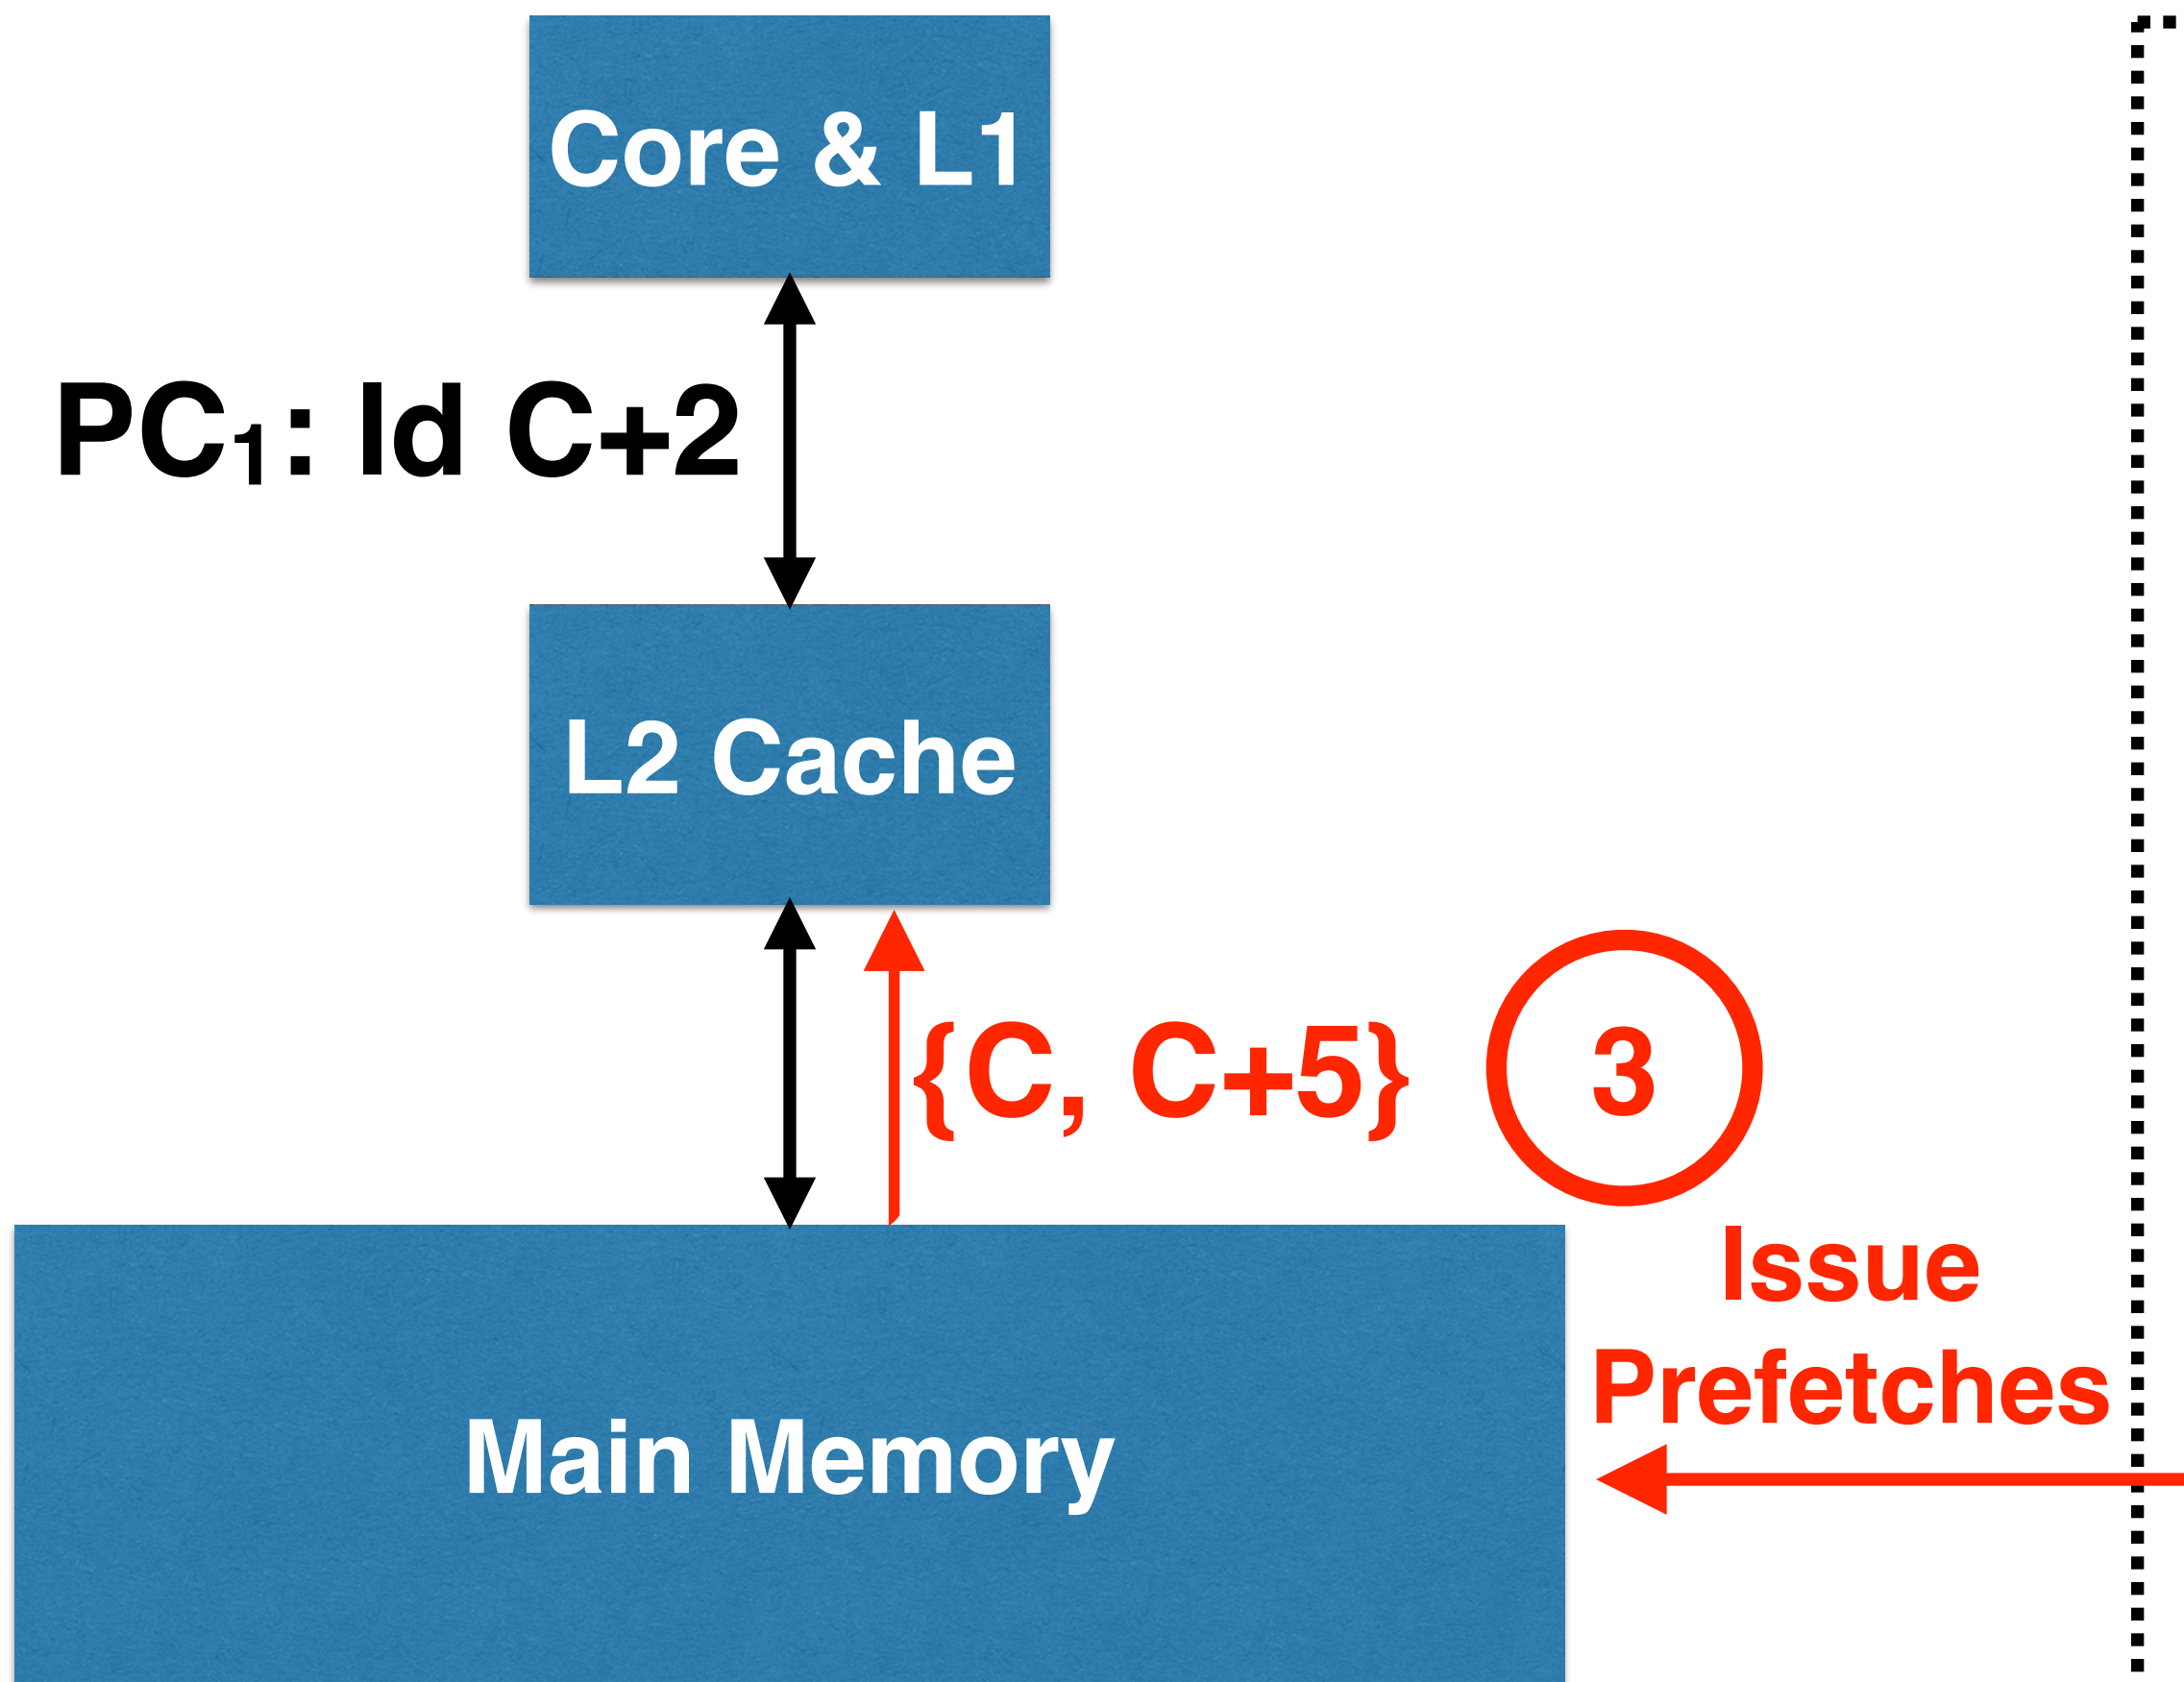 Core & L1
PC₁: ld C+2
L2 Cache
{C, C+5}
3
Issue
Prefetches
Main Memory